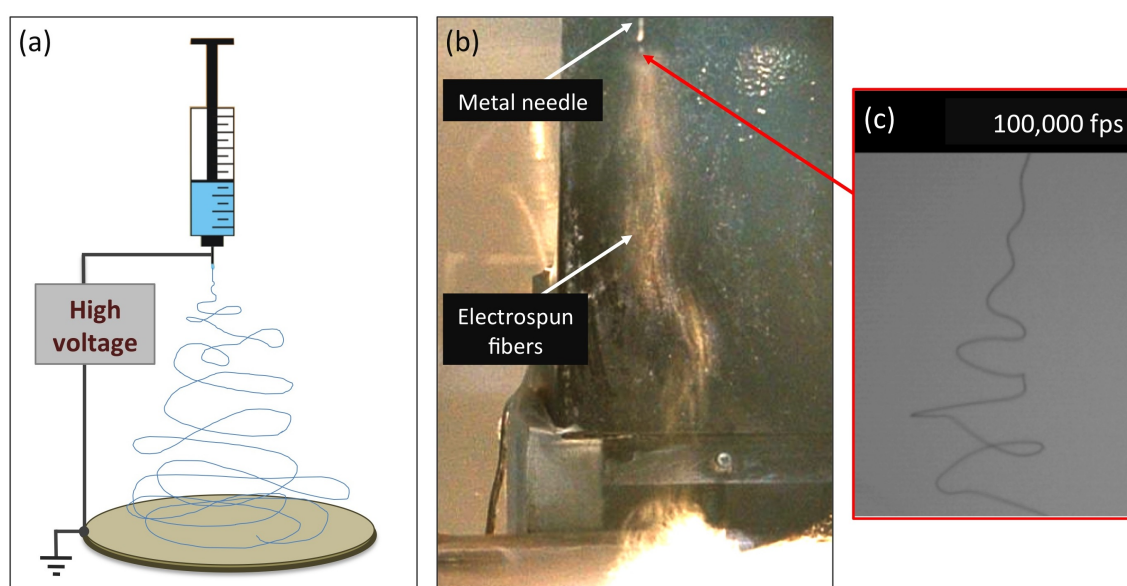 (a)
High
voltage
(b)
Metal needle
Electrospun
fibers
(c)
100,000 fps